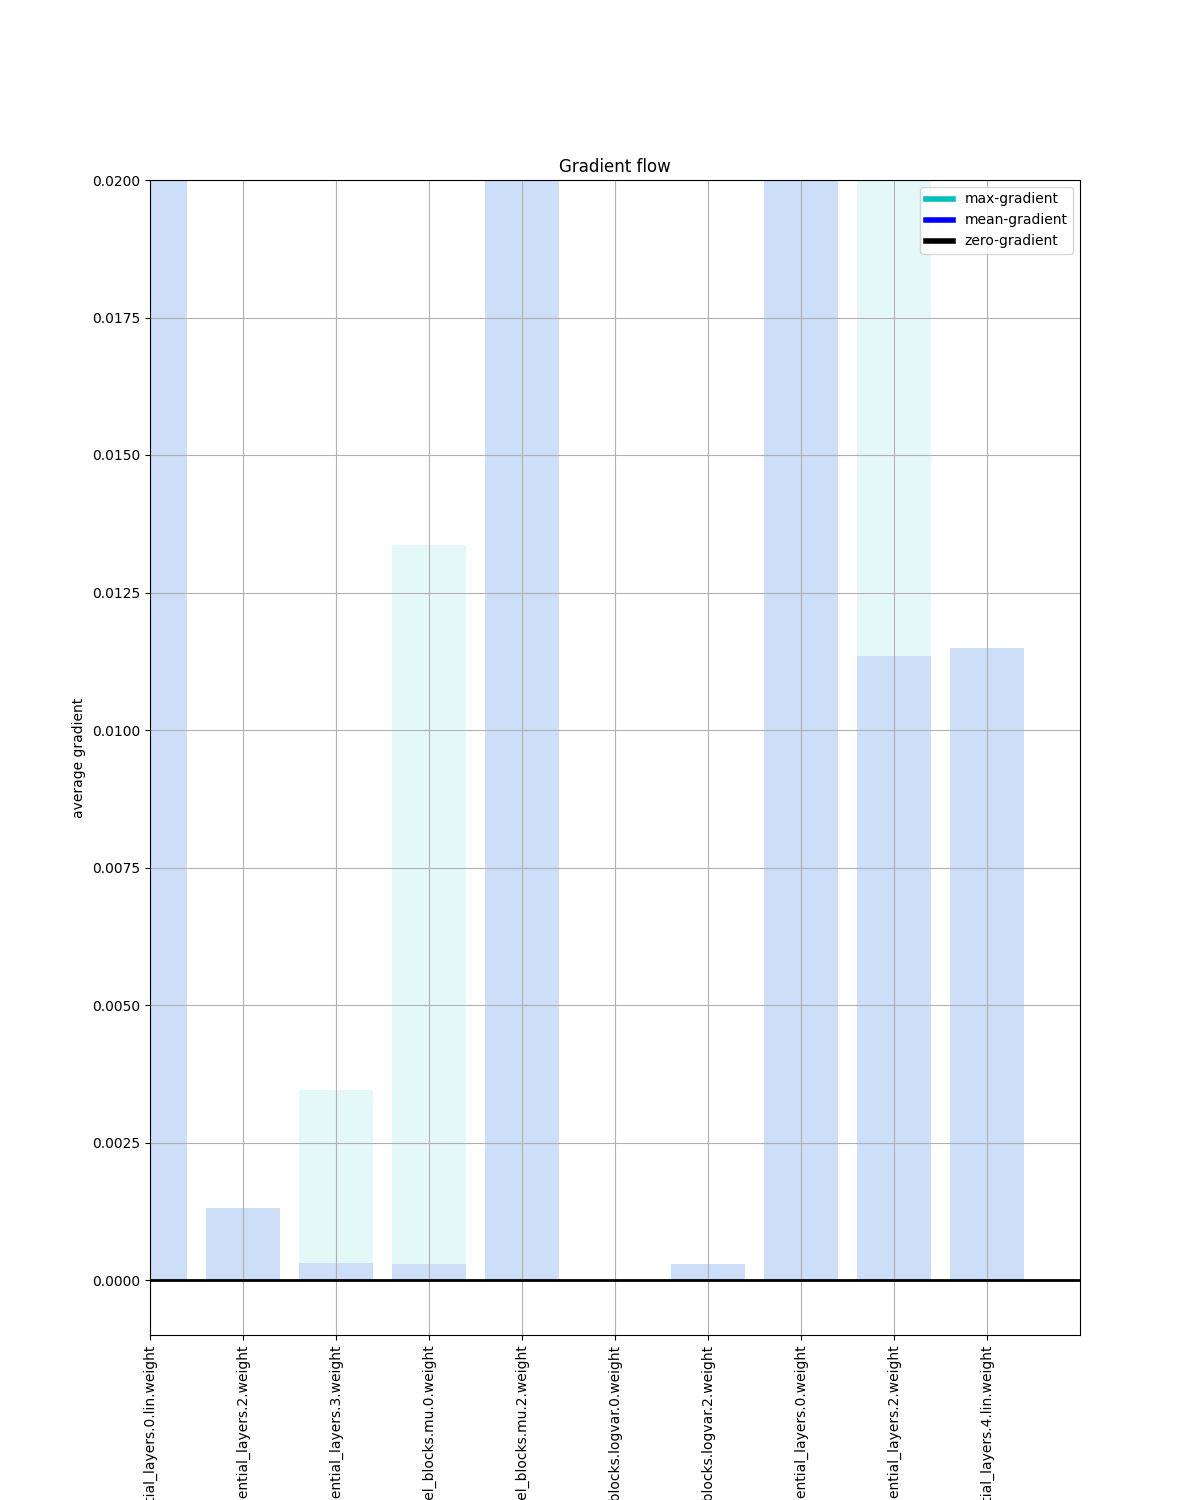 Gradient flow
max-gradient
mean-gradient
zero-gradient
0.0200
0.0175
0.0150
0.0125
0.0100
0.0075
0.0050
0.0025
0.0000
average gradient
tial_layers.0.lin.weight
ential_layers.2.weight
ential_layers.3.weight
el_blocks.mu.0.weight
el_blocks.mu.2.weight
blocks.logvar.0.weight
blocks.logvar.2.weight
ential_layers.0.weight
ential_layers.2.weight
tial_layers.4.lin.weight